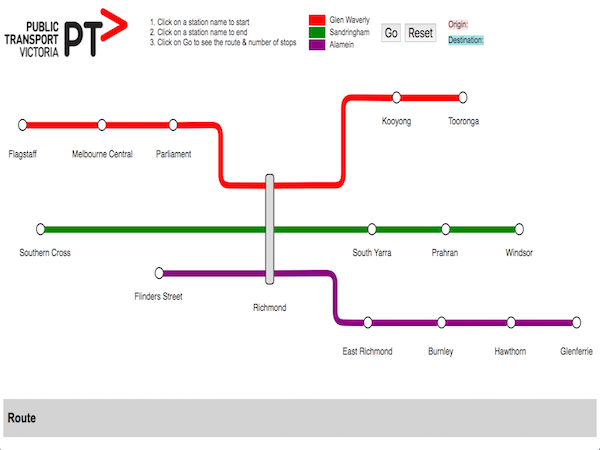 PUBLIC
TRANSPORT
VICTORIA
PT
1. Click on a station name to start
2. Click on a station name to end
3. Click on Go to see the route & number of stops
Glen Waverly
Sandringham
Alamein
Go
Reset
Origin:
Destination:
Kooyong
Tooronga
Flagstaff
Melbourne Central
Parliament
Southern Cross
South Yarra
Prahran
Windsor
Flinders Street
Richmond
East Richmond
Burnley
Hawthorn
Glenferrie
Route